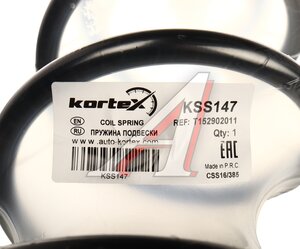 kortex
KSS147
EN
COIL SPRING
REF: T152902011
RU
ПРУЖИНА ПОДВЕСКИ
Qty: 1
www.auto-kortex.com
EAC
KSS147
Made in P.R.C
CSS16/385